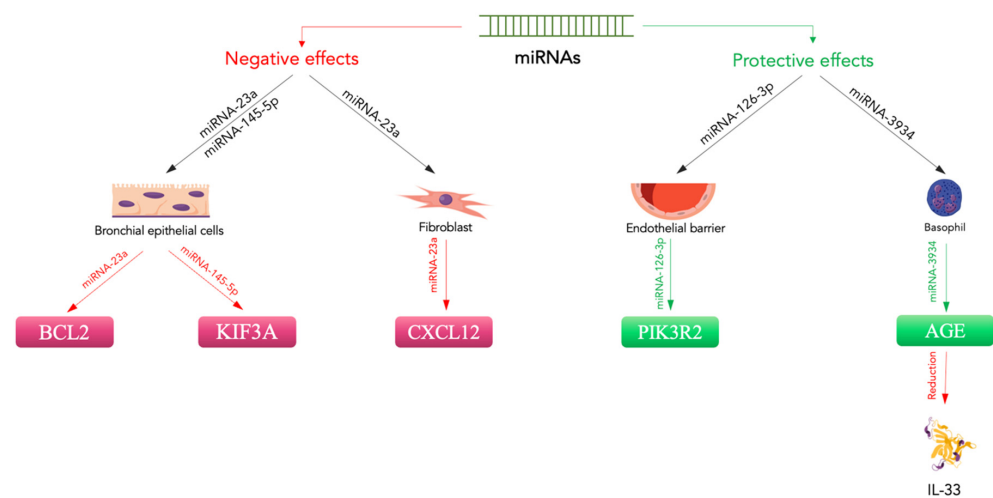 miRNAs
Negative effects
Protective effects
miRNA-23a
miRNA-145-5p
miRNA-23a
miRNA-126-3p
miRNA-3934
Bronchial epithelial cells
Fibroblast
Endothelial barrier
Basophil
miRNA-23a
miRNA-145-5p
miRNA-23a
miRNA-126-3p
miRNA-3934
BCL2
KIF3A
CXCL12
PIK3R2
AGE
Reduction
IL-33